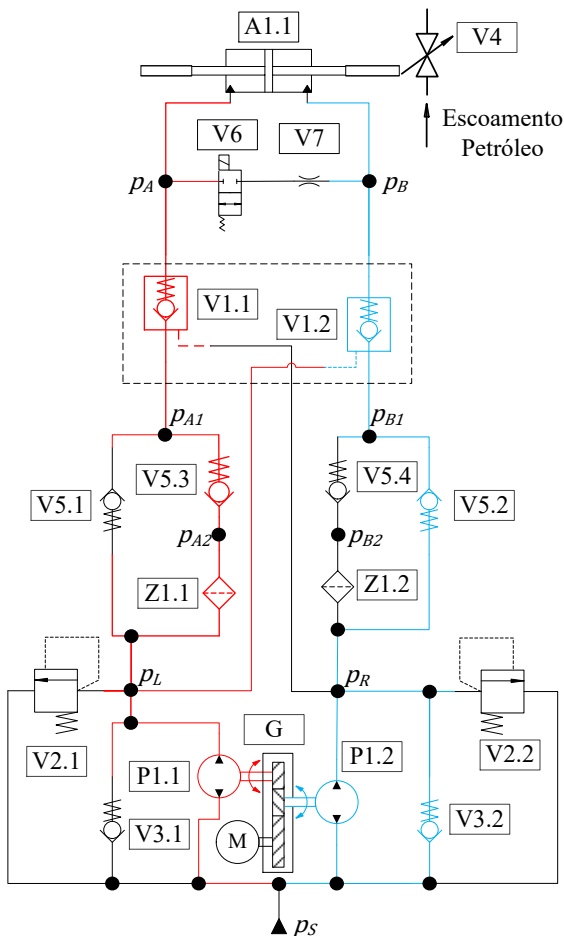 A1.1
V4
Escoamento
Petróleo
V6
V7
pA
pB
V1.1
V1.2
pA1
pB1
V5.1
V5.3
V5.4
V5.2
pA2
pB2
Z1.1
Z1.2
pL
pR
V2.1
G
V2.2
P1.1
P1.2
V3.1
M
V3.2
pS